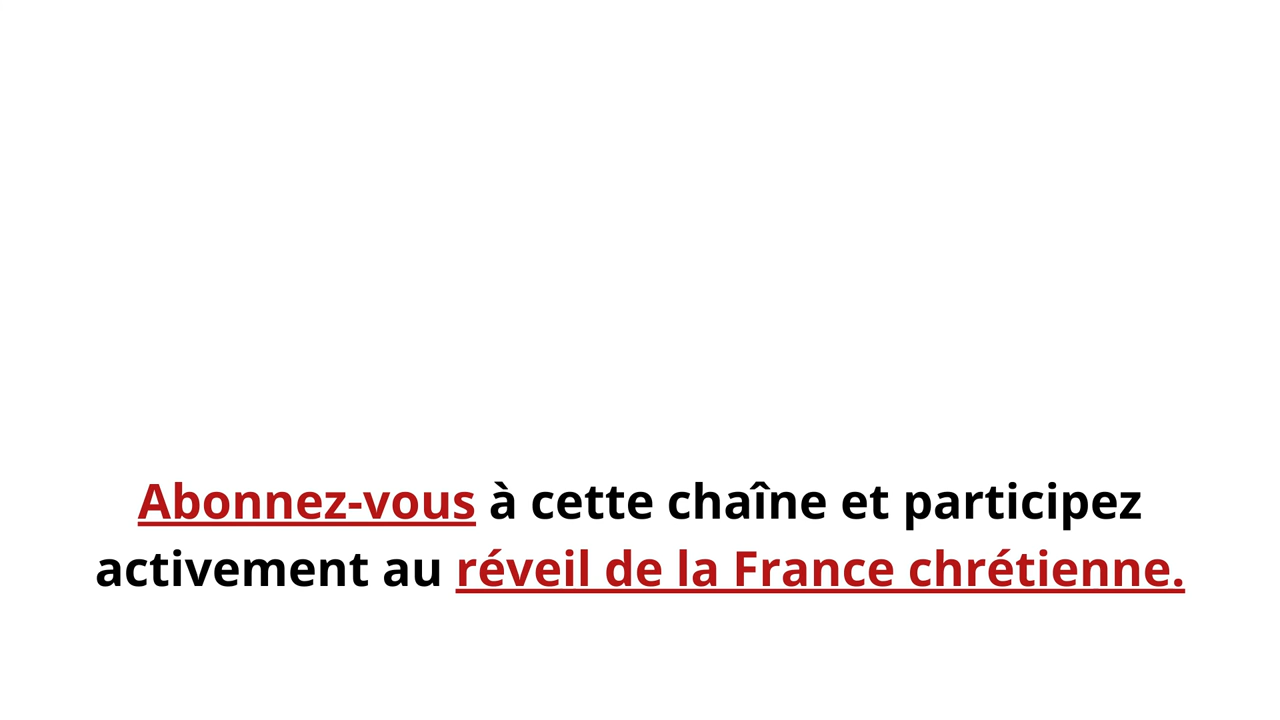 Abonnez-vous à cette chaîne et participez
activement au réveil de la France chrétienne.